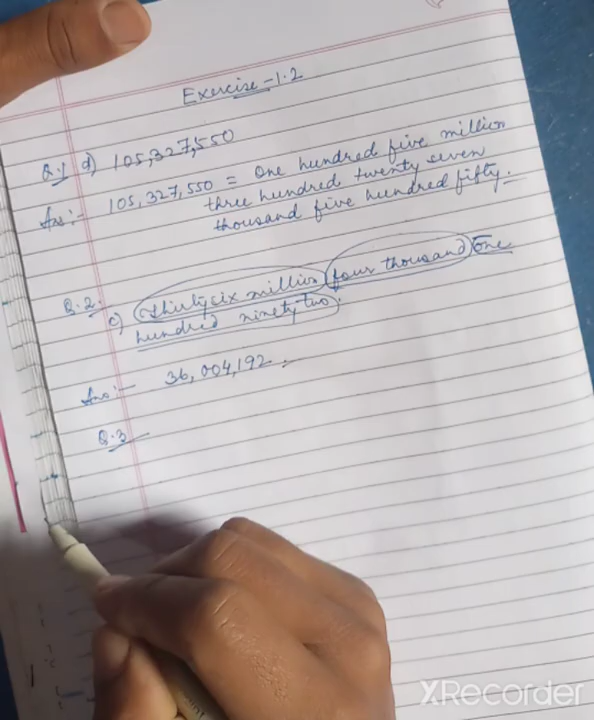 Exercise - 1.2
Q.1 d) 105,327,550
Ans:- 105,327,550 = One hundred five million
three hundred twenty seven
thousand five hundred fifty.
Q.2.
c) Thirty six million four thousand One
hundred ninety two.
Ans:- 36,004,192.
Q.3
XRecorder